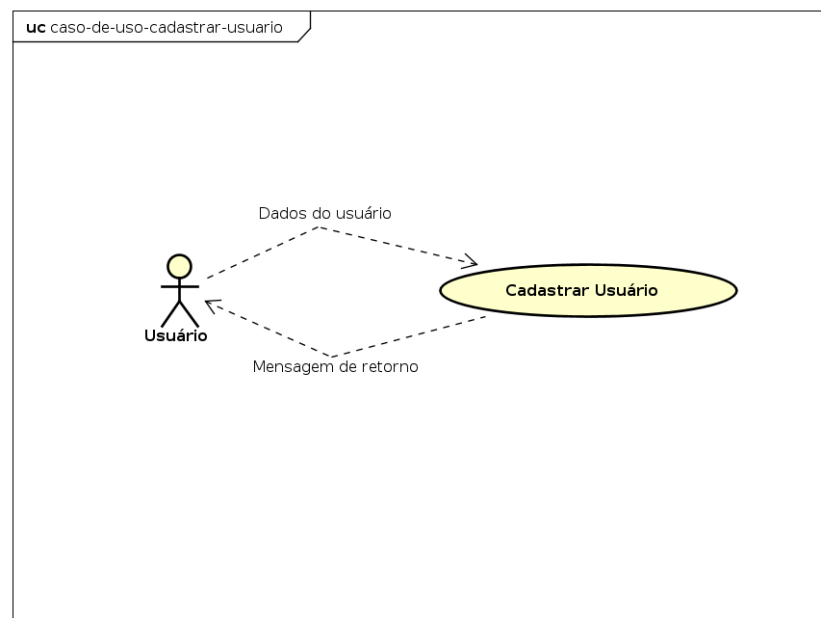 uc caso-de-uso-cadastrar-usuario
Dados do usuário
Cadastrar Usuário
Usuário
Mensagem de retorno